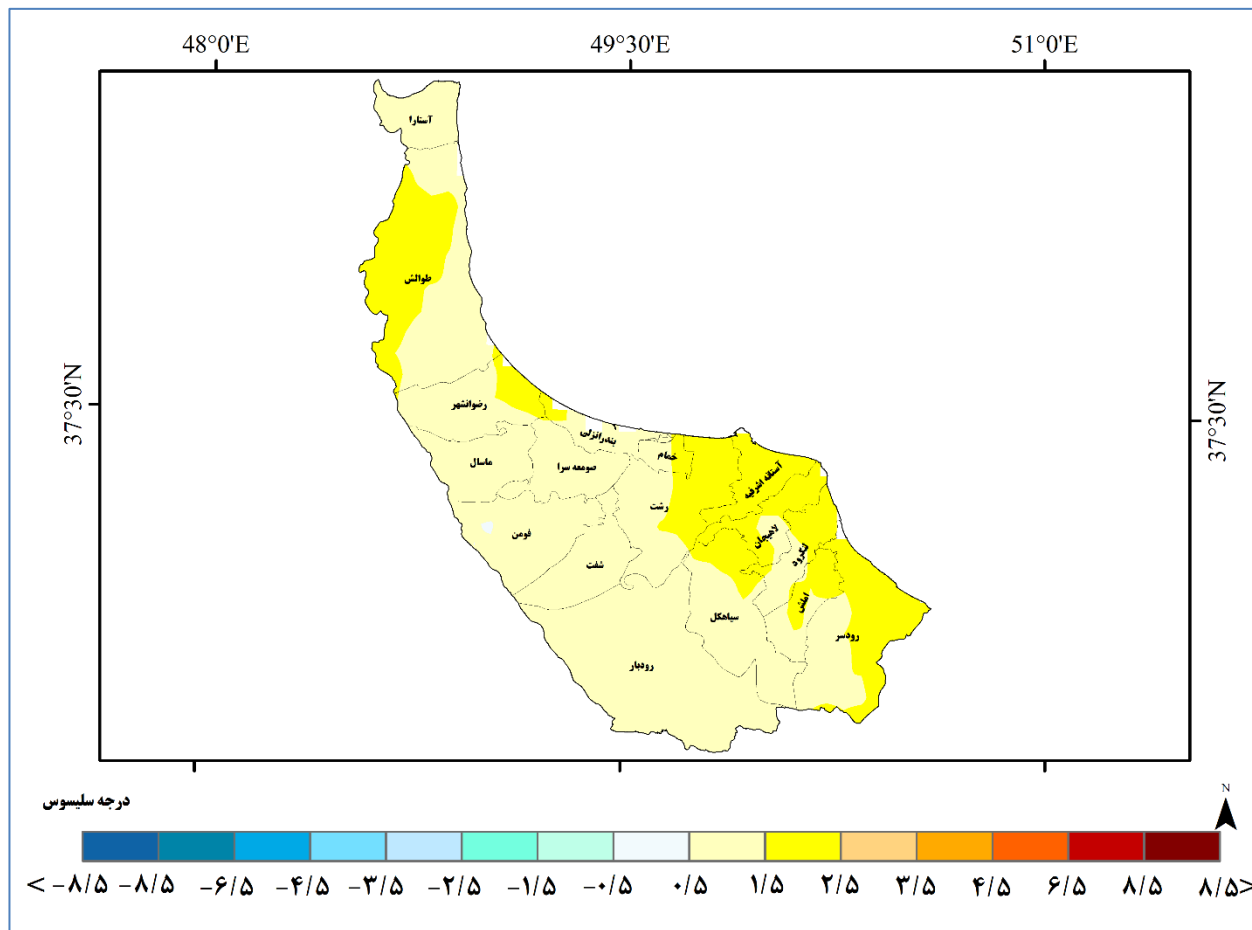 48°0'E 49°30'E 51°0'E
آستارا
طوالش
37°30'N
37°30'N
رضوانشهر
بندرانزلی
خمام
ماسال
صومعه سرا
آستانه اشرفیه
رشت
فومن
لاهیجان
لنگرود
شفت
املش
سیاهکل
رودسر
رودبار
درجه سلیسوس
N
< -۸/۵ -۸/۵ -۶/۵ -۴/۵ -۳/۵ -۲/۵ -۱/۵ -۰/۵ ۰/۵ ۱/۵ ۲/۵ ۳/۵ ۴/۵ ۶/۵ ۸/۵ ۸/۵>